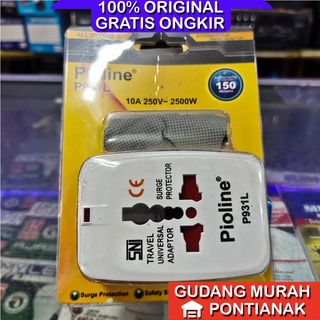 100% ORIGINAL
GRATIS ONGKIR
Pioline®
P931L
150
10A 250V~ 2500W
CE
SURGE
PROTECTOR
SNI
TRAVEL
UNIVERSAL
ADAPTOR
Pioline®
P931L
Surge Protection
Safety
GUDANG MURAH
PONTIANAK